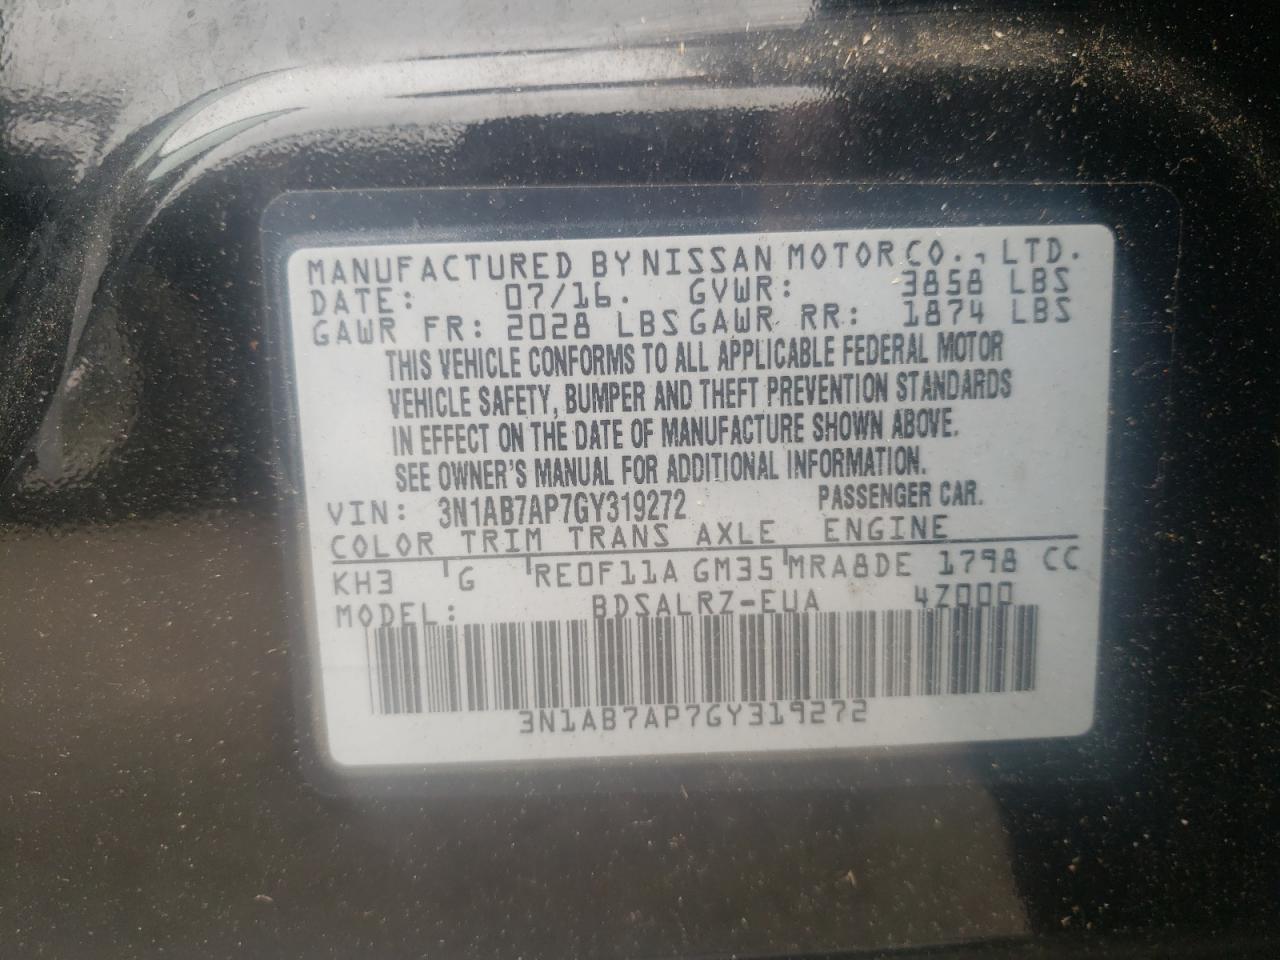 MANUFACTURED BY NISSAN MOTOR CO., LTD.
DATE: 07/16. GVWR: 3858 LBS
GAWR FR: 2028 LBS GAWR RR: 1874 LBS
THIS VEHICLE CONFORMS TO ALL APPLICABLE FEDERAL MOTOR
VEHICLE SAFETY, BUMPER AND THEFT PREVENTION STANDARDS
IN EFFECT ON THE DATE OF MANUFACTURE SHOWN ABOVE.
SEE OWNER'S MANUAL FOR ADDITIONAL INFORMATION.
VIN: 3N1AB7AP7GY319272 PASSENGER CAR.
COLOR TRIM TRANS AXLE ENGINE
KH3 G RE0F11A GM35 MRA8DE 1798 CC
MODEL: BDSALRZ-EUA 4Z000
3N1AB7AP7GY319272